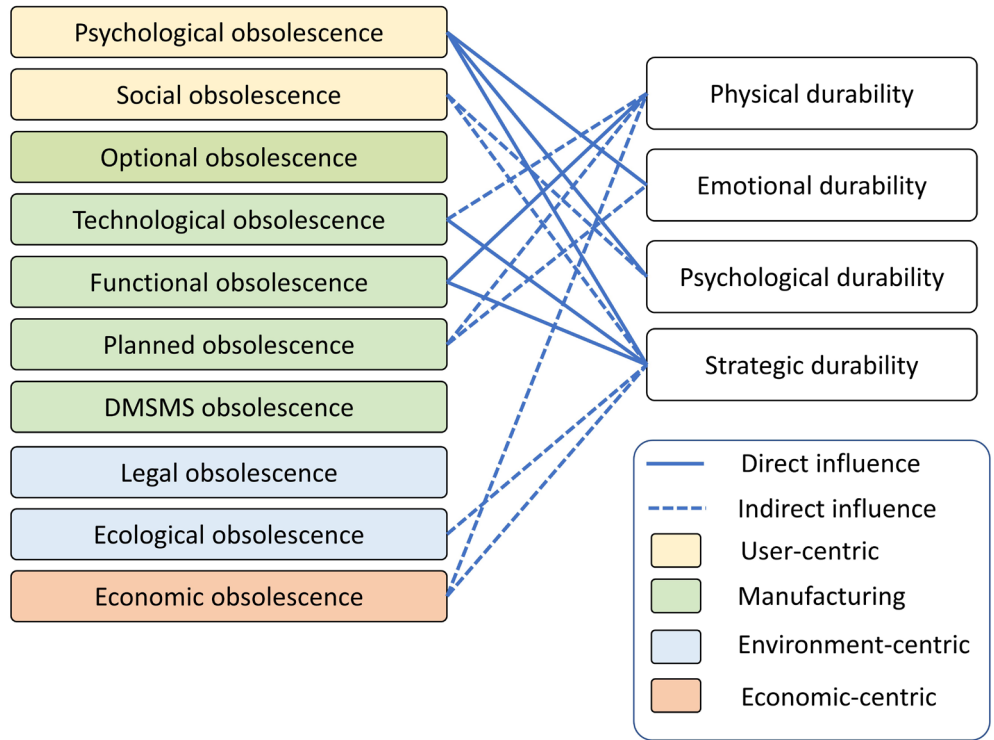 Psychological obsolescence
Social obsolescence
Optional obsolescence
Technological obsolescence
Functional obsolescence
Planned obsolescence
DMSMS obsolescence
Legal obsolescence
Ecological obsolescence
Economic obsolescence
Physical durability
Emotional durability
Psychological durability
Strategic durability
Direct influence
Indirect influence
User-centric
Manufacturing
Environment-centric
Economic-centric